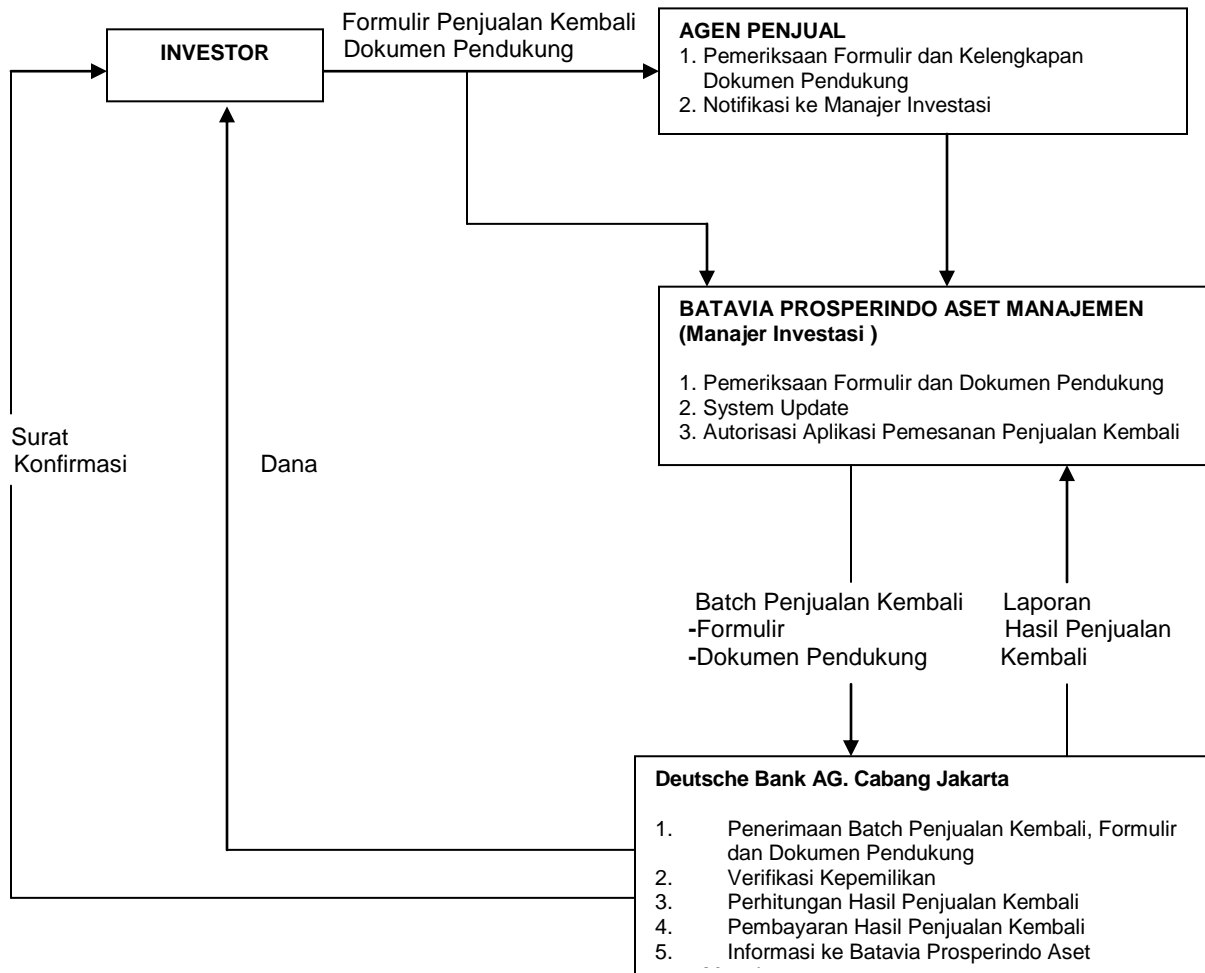 Formulir Penjualan Kembali
Dokumen Pendukung
INVESTOR
AGEN PENJUAL
1. Pemeriksaan Formulir dan Kelengkapan
Dokumen Pendukung
2. Notifikasi ke Manajer Investasi
BATAVIA PROSPERINDO ASET MANAJEMEN
(Manajer Investasi )
1. Pemeriksaan Formulir dan Dokumen Pendukung
2. System Update
3. Autorisasi Aplikasi Pemesanan Penjualan Kembali
Surat
Konfirmasi
Dana
Batch Penjualan Kembali
-Formulir
-Dokumen Pendukung
Laporan
Hasil Penjualan
Kembali
Deutsche Bank AG. Cabang Jakarta
1. Penerimaan Batch Penjualan Kembali, Formulir
dan Dokumen Pendukung
2. Verifikasi Kepemilikan
3. Perhitungan Hasil Penjualan Kembali
4. Pembayaran Hasil Penjualan Kembali
5. Informasi ke Batavia Prosperindo Aset